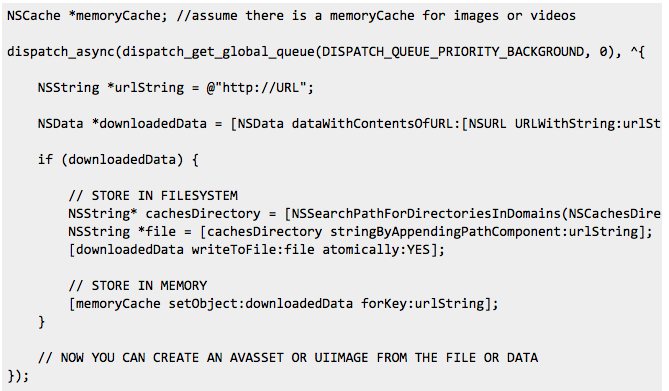 NSCache *memoryCache; //assume there is a memoryCache for images or videos
dispatch_async(dispatch_get_global_queue(DISPATCH_QUEUE_PRIORITY_BACKGROUND, 0), ^{
NSString *urlString = @"http://URL";
NSData *downloadedData = [NSData dataWithContentsOfURL:[NSURL URLWithString:urlSt
if (downloadedData) {
// STORE IN FILESYSTEM
NSString* cachesDirectory = [NSSearchPathForDirectoriesInDomains(NSCachesDire
NSString *file = [cachesDirectory stringByAppendingPathComponent:urlString];
[downloadedData writeToFile:file atomically:YES];
// STORE IN MEMORY
[memoryCache setObject:downloadedData forKey:urlString];
}
// NOW YOU CAN CREATE AN AVASSET OR UIIMAGE FROM THE FILE OR DATA
});